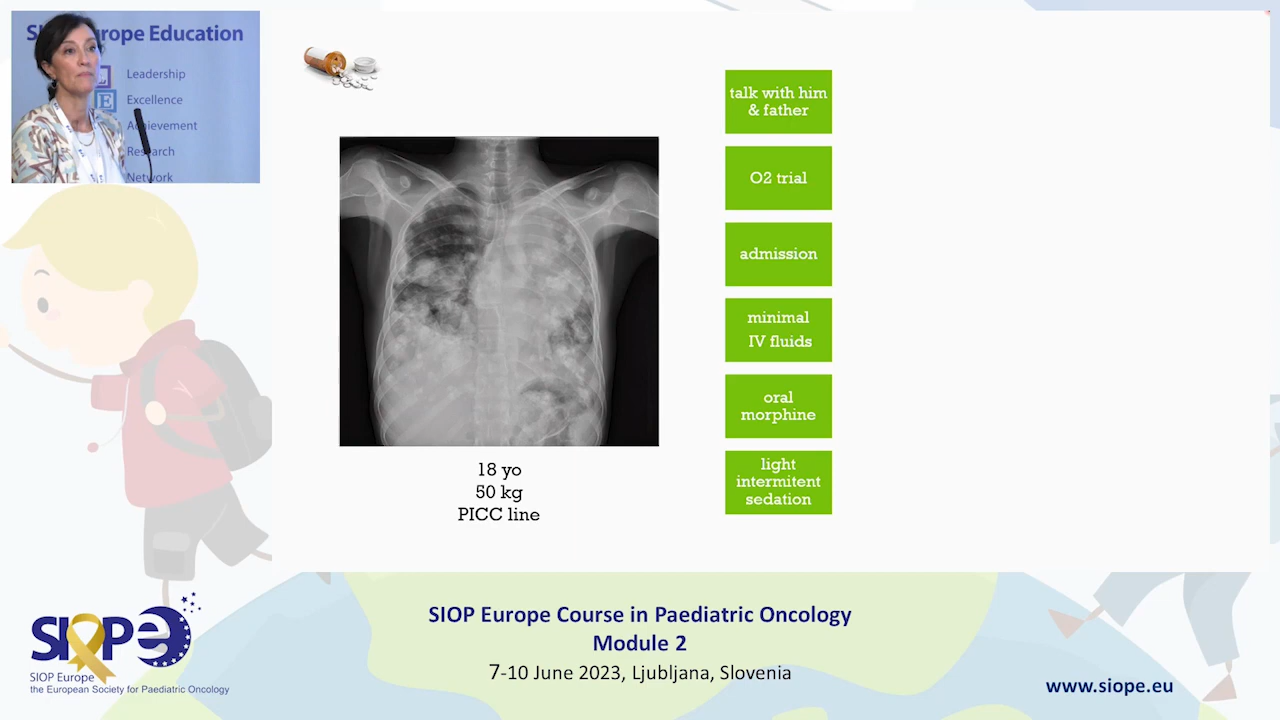 SI
rope Education
Leadership
E
Excellence
Achievement
Research
Network
talk with him
& father
O2 trial
admission
minimal
IV fluids
oral
morphine
light
intermitent
sedation
18 yo
50 kg
PICC line
SIOP Europe Course in Paediatric Oncology
Module 2
7-10 June 2023, Ljubljana, Slovenia
SIOPe
SIOP Europe
the European Society for Paediatric Oncology
www.siope.eu